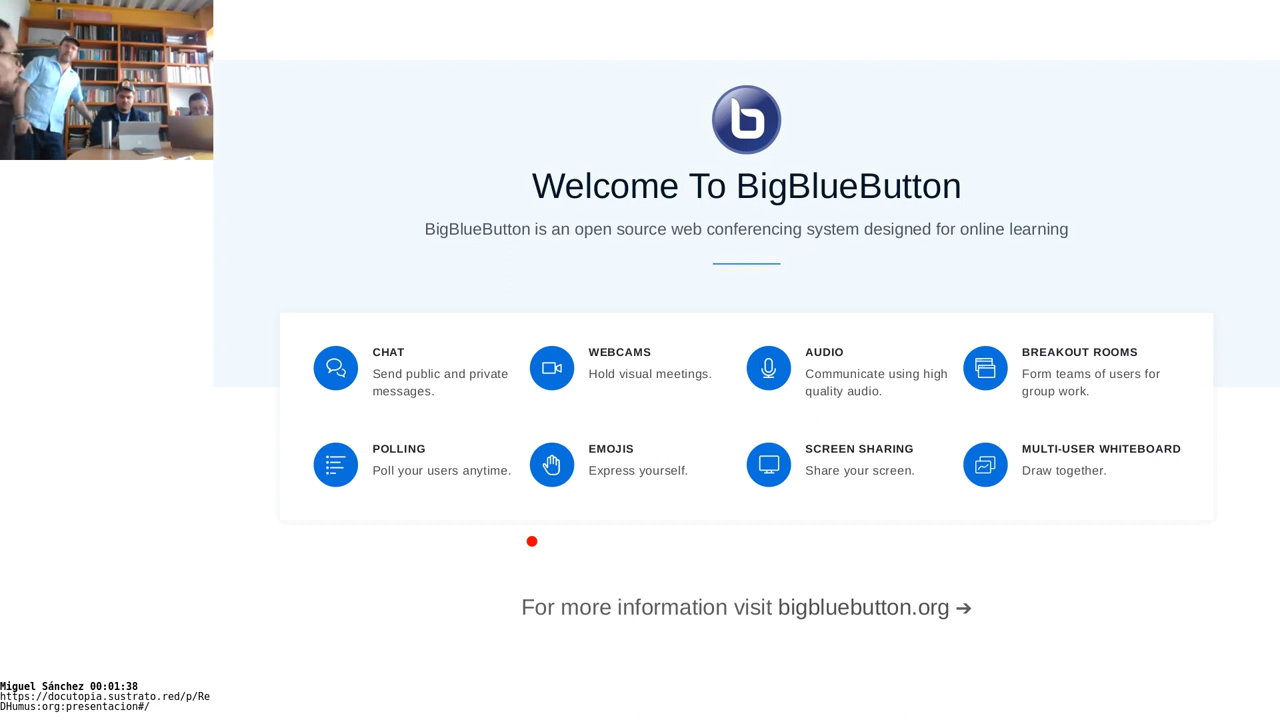 Welcome To BigBlueButton
BigBlueButton is an open source web conferencing system designed for online learning
CHAT
Send public and private
messages.
WEBCAMS
Hold visual meetings.
AUDIO
Communicate using high
quality audio.
BREAKOUT ROOMS
Form teams of users for
group work.
POLLING
Poll your users anytime.
EMOJIS
Express yourself.
SCREEN SHARING
Share your screen.
MULTI-USER WHITEBOARD
Draw together.
For more information visit bigbluebutton.org ➔
Miguel Sánchez 00:01:38
https://docutopia.sustrato.red/p/Re
DHumus:org:presentacion#/